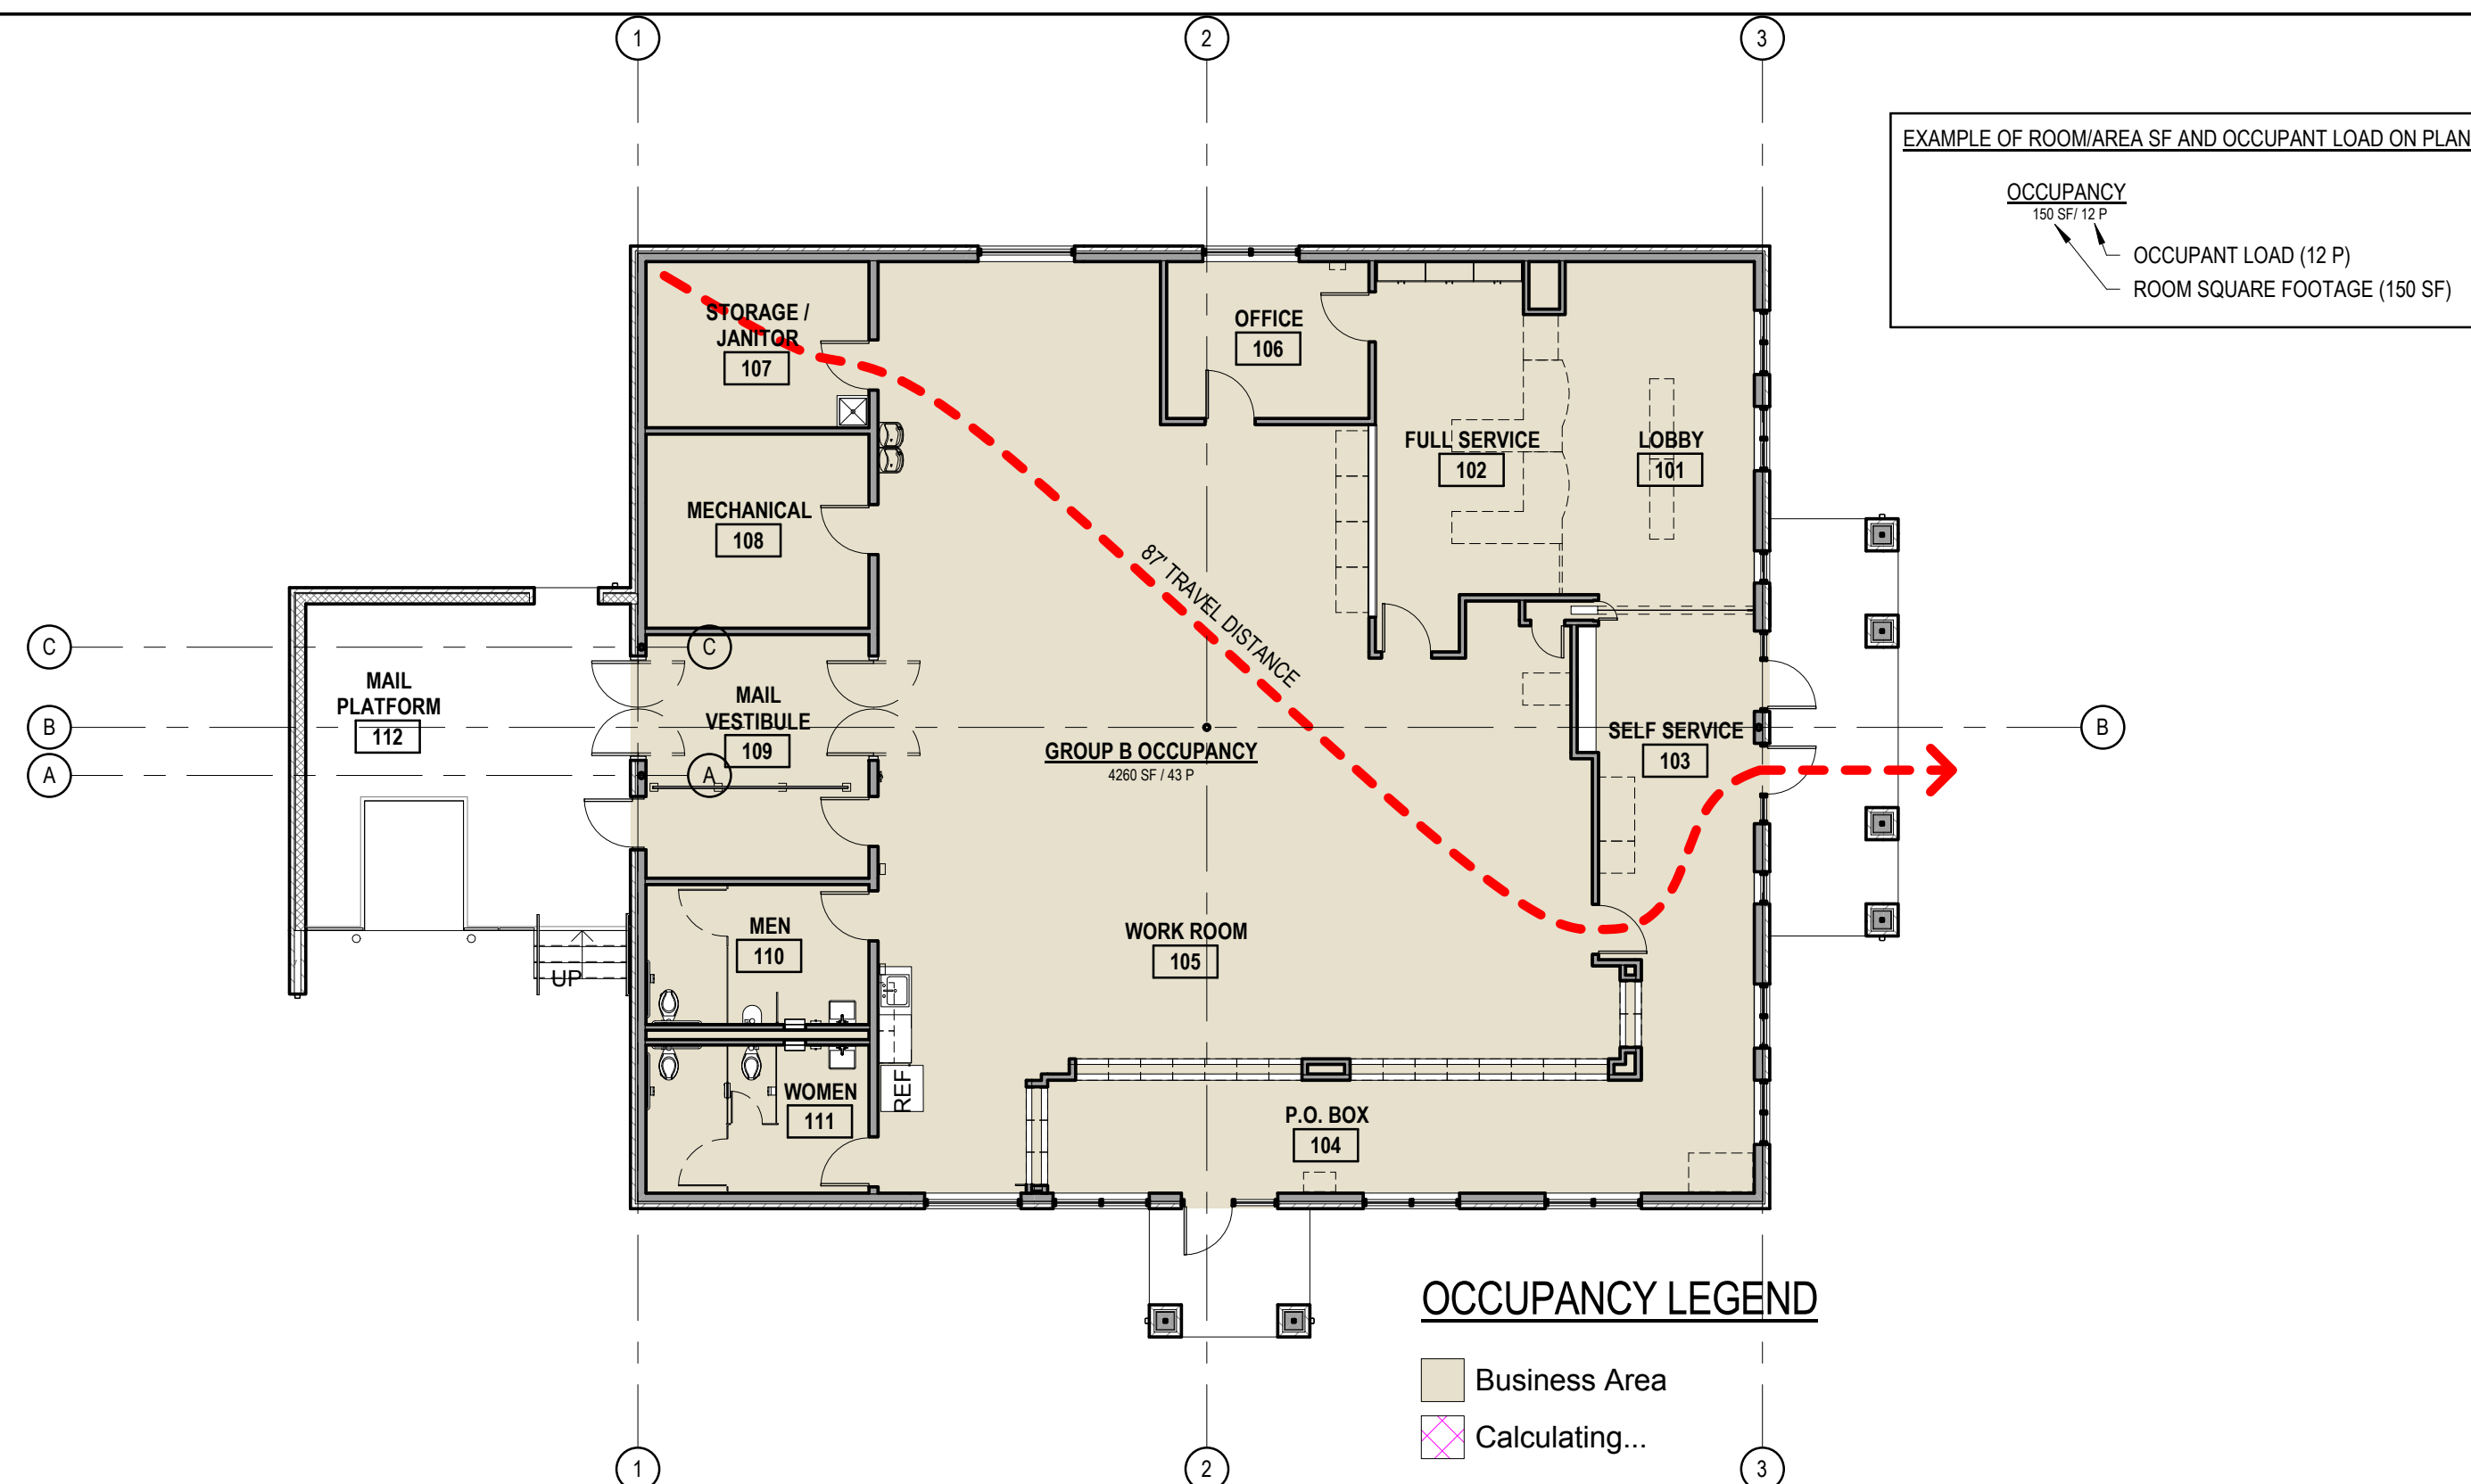 1
2
3
EXAMPLE OF ROOM/AREA SF AND OCCUPANT LOAD ON PLAN
OCCUPANCY
150 SF/ 12 P
OCCUPANT LOAD (12 P)
ROOM SQUARE FOOTAGE (150 SF)
STORAGE /
JANITOR
107
OFFICE
106
FULL SERVICE
102
LOBBY
101
MECHANICAL
108
87' TRAVEL DISTANCE
C
C
MAIL
PLATFORM
112
MAIL
VESTIBULE
109
B
B
A
A
GROUP B OCCUPANCY
4260 SF / 43 P
SELF SERVICE
103
MEN
110
WORK ROOM
105
UP
REF
WOMEN
111
P.O. BOX
104
OCCUPANCY LEGEND
Business Area
Calculating...
1
2
3